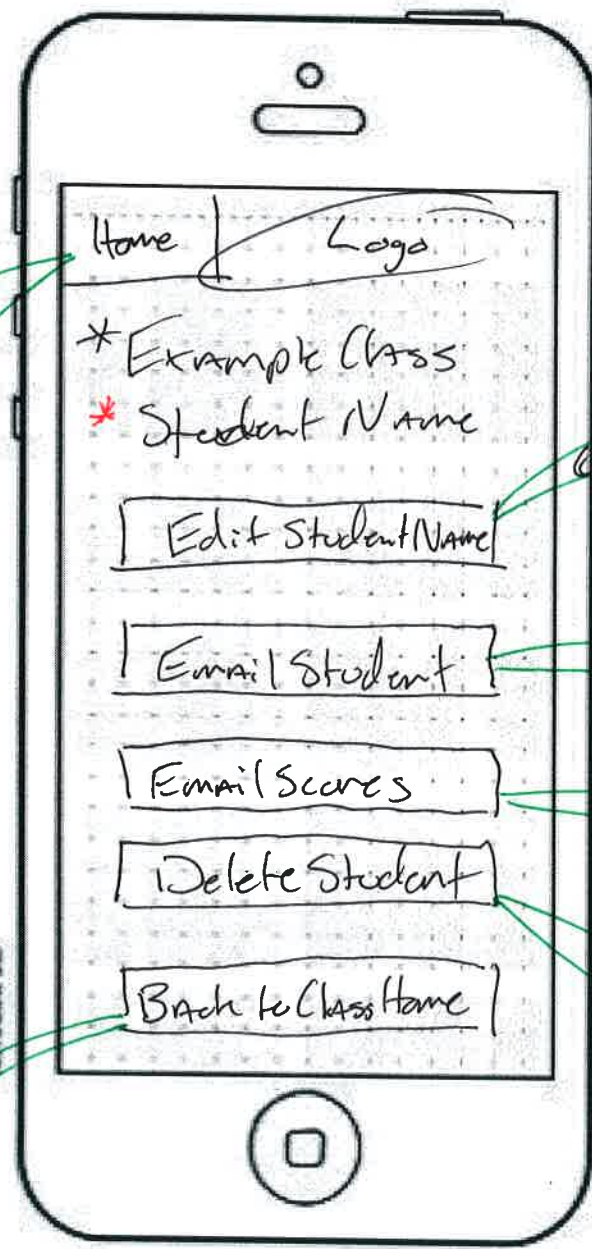 Home Logo
* Example Class
* Student Name
Edit Student Name
Email Student
Email Scores
Delete Student
Back to Class Home